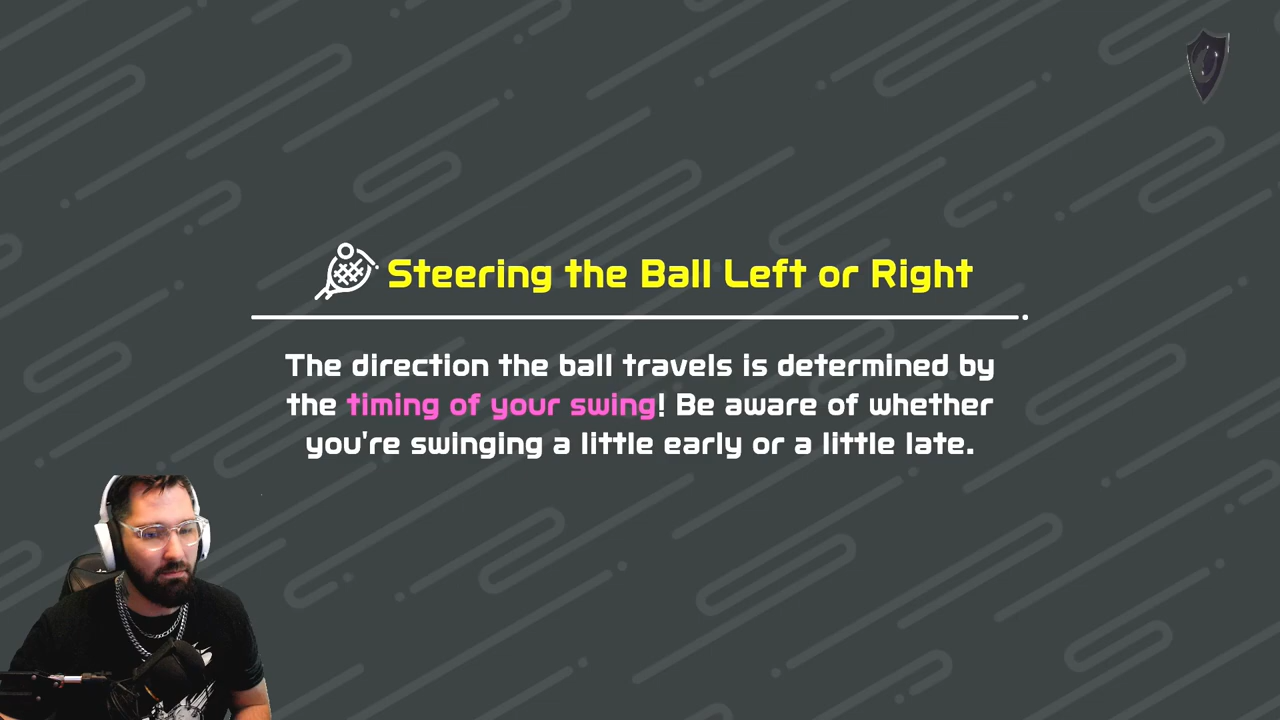 Steering the Ball Left or Right
The direction the ball travels is determined by
the timing of your swing! Be aware of whether
you're swinging a little early or a little late.